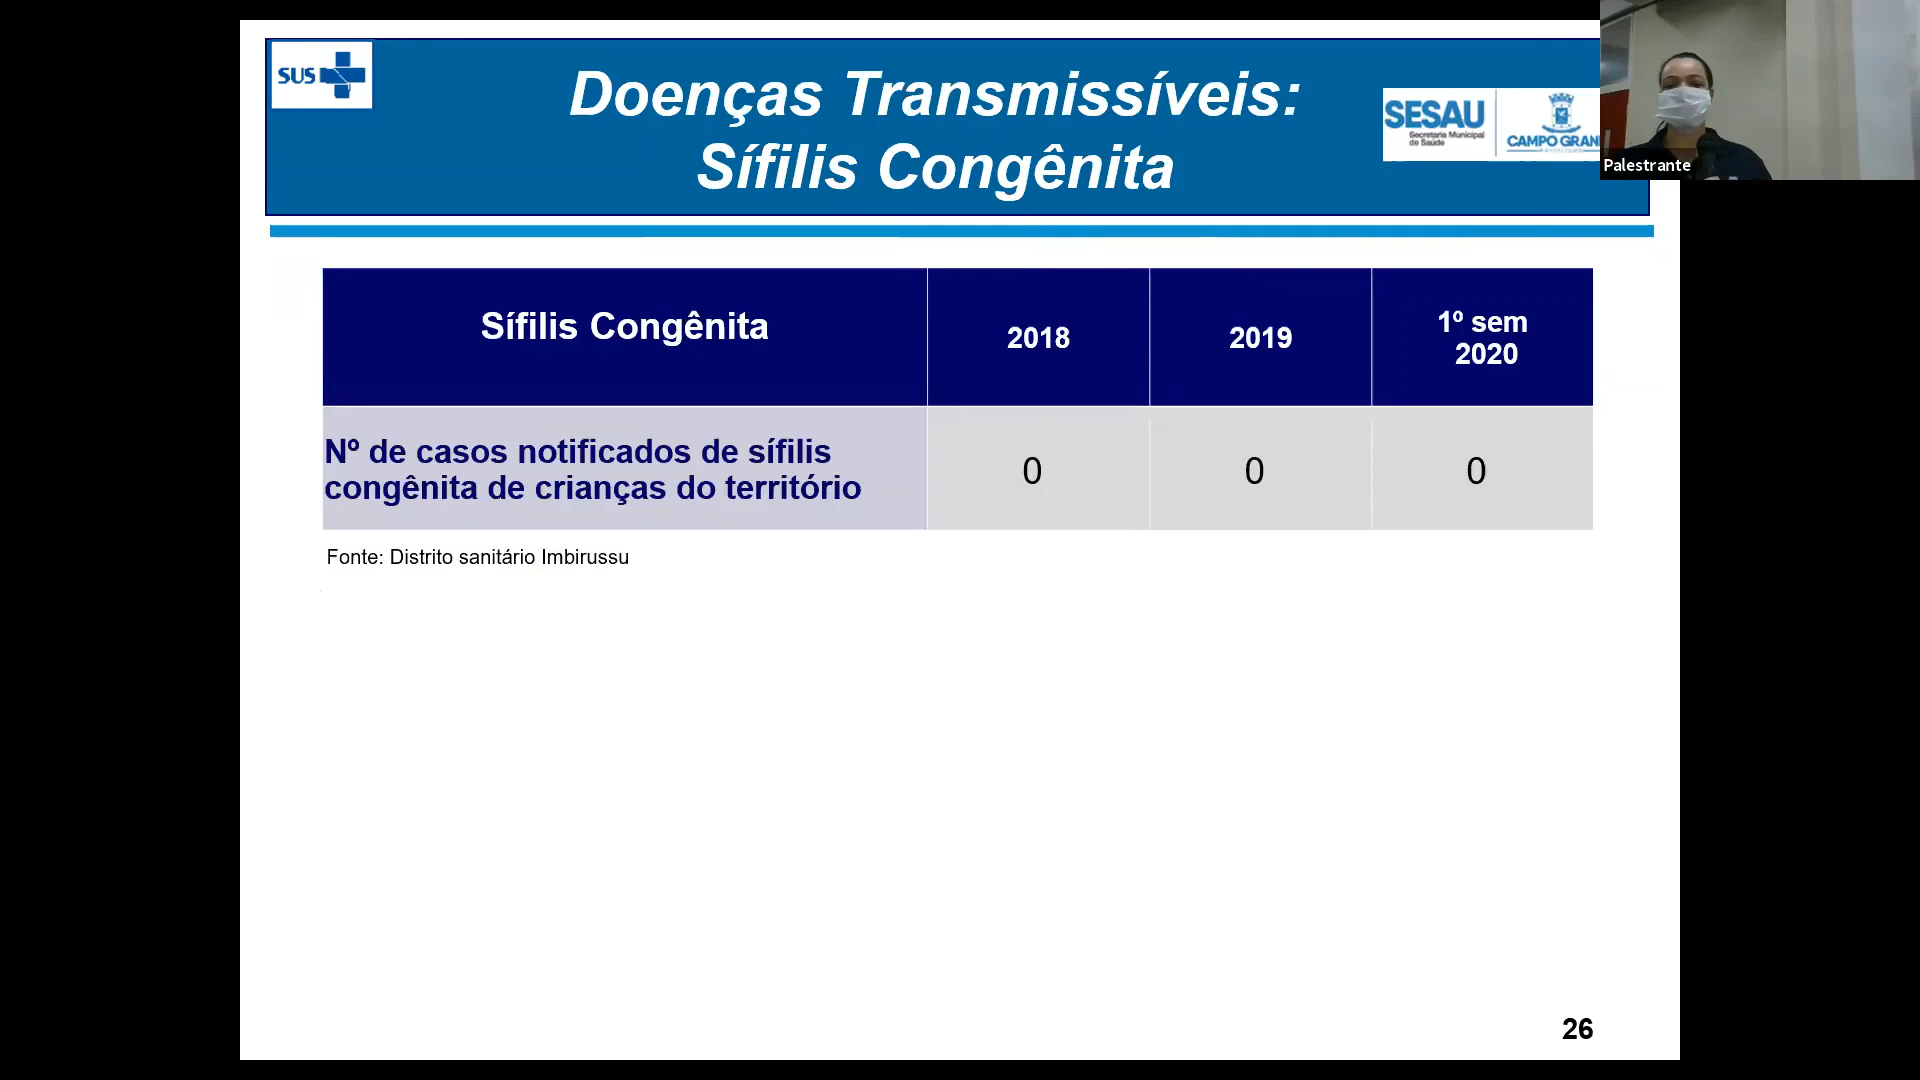 SUS
Doenças Transmissíveis:
Sífilis Congênita
SESAU
Secretaria Municipal
de Saúde
CAMPO GRAN
Palestrante
Sífilis Congênita
2018
2019
1º sem
2020
Nº de casos notificados de sífilis
congênita de crianças do território
0
0
0
Fonte: Distrito sanitário Imbirussu
26